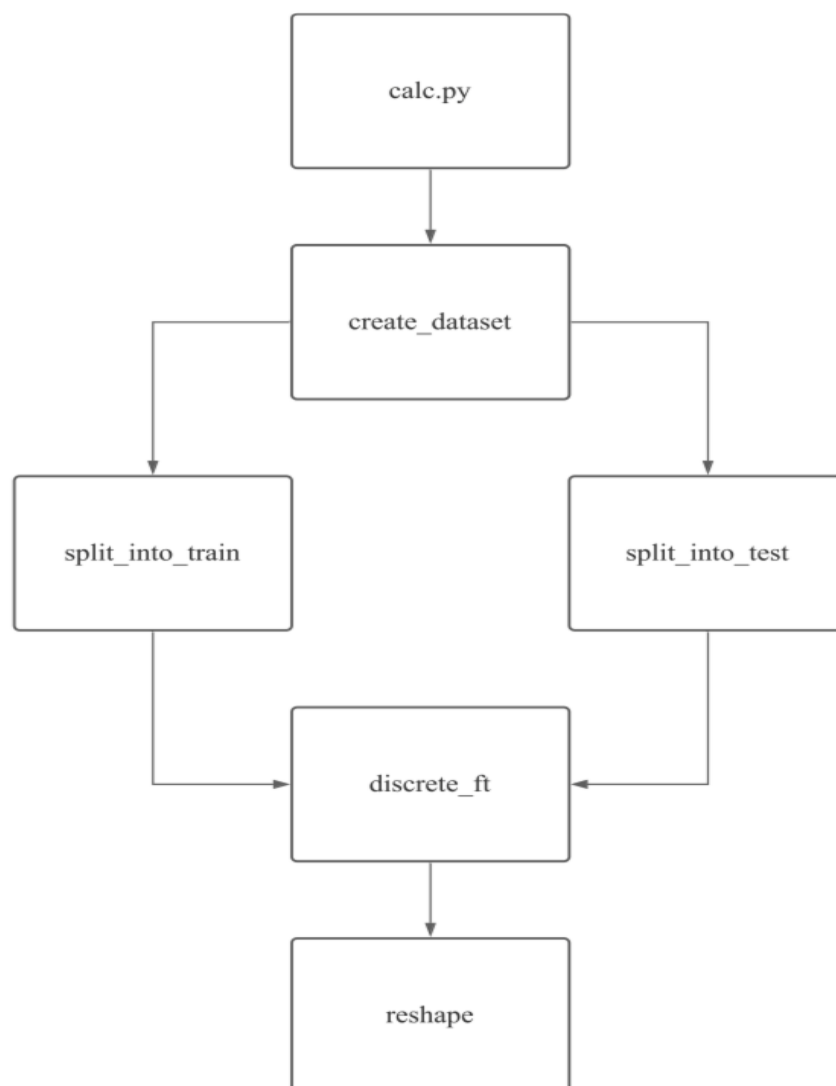 calc.py
create_dataset
split_into_train
split_into_test
discrete_ft
reshape